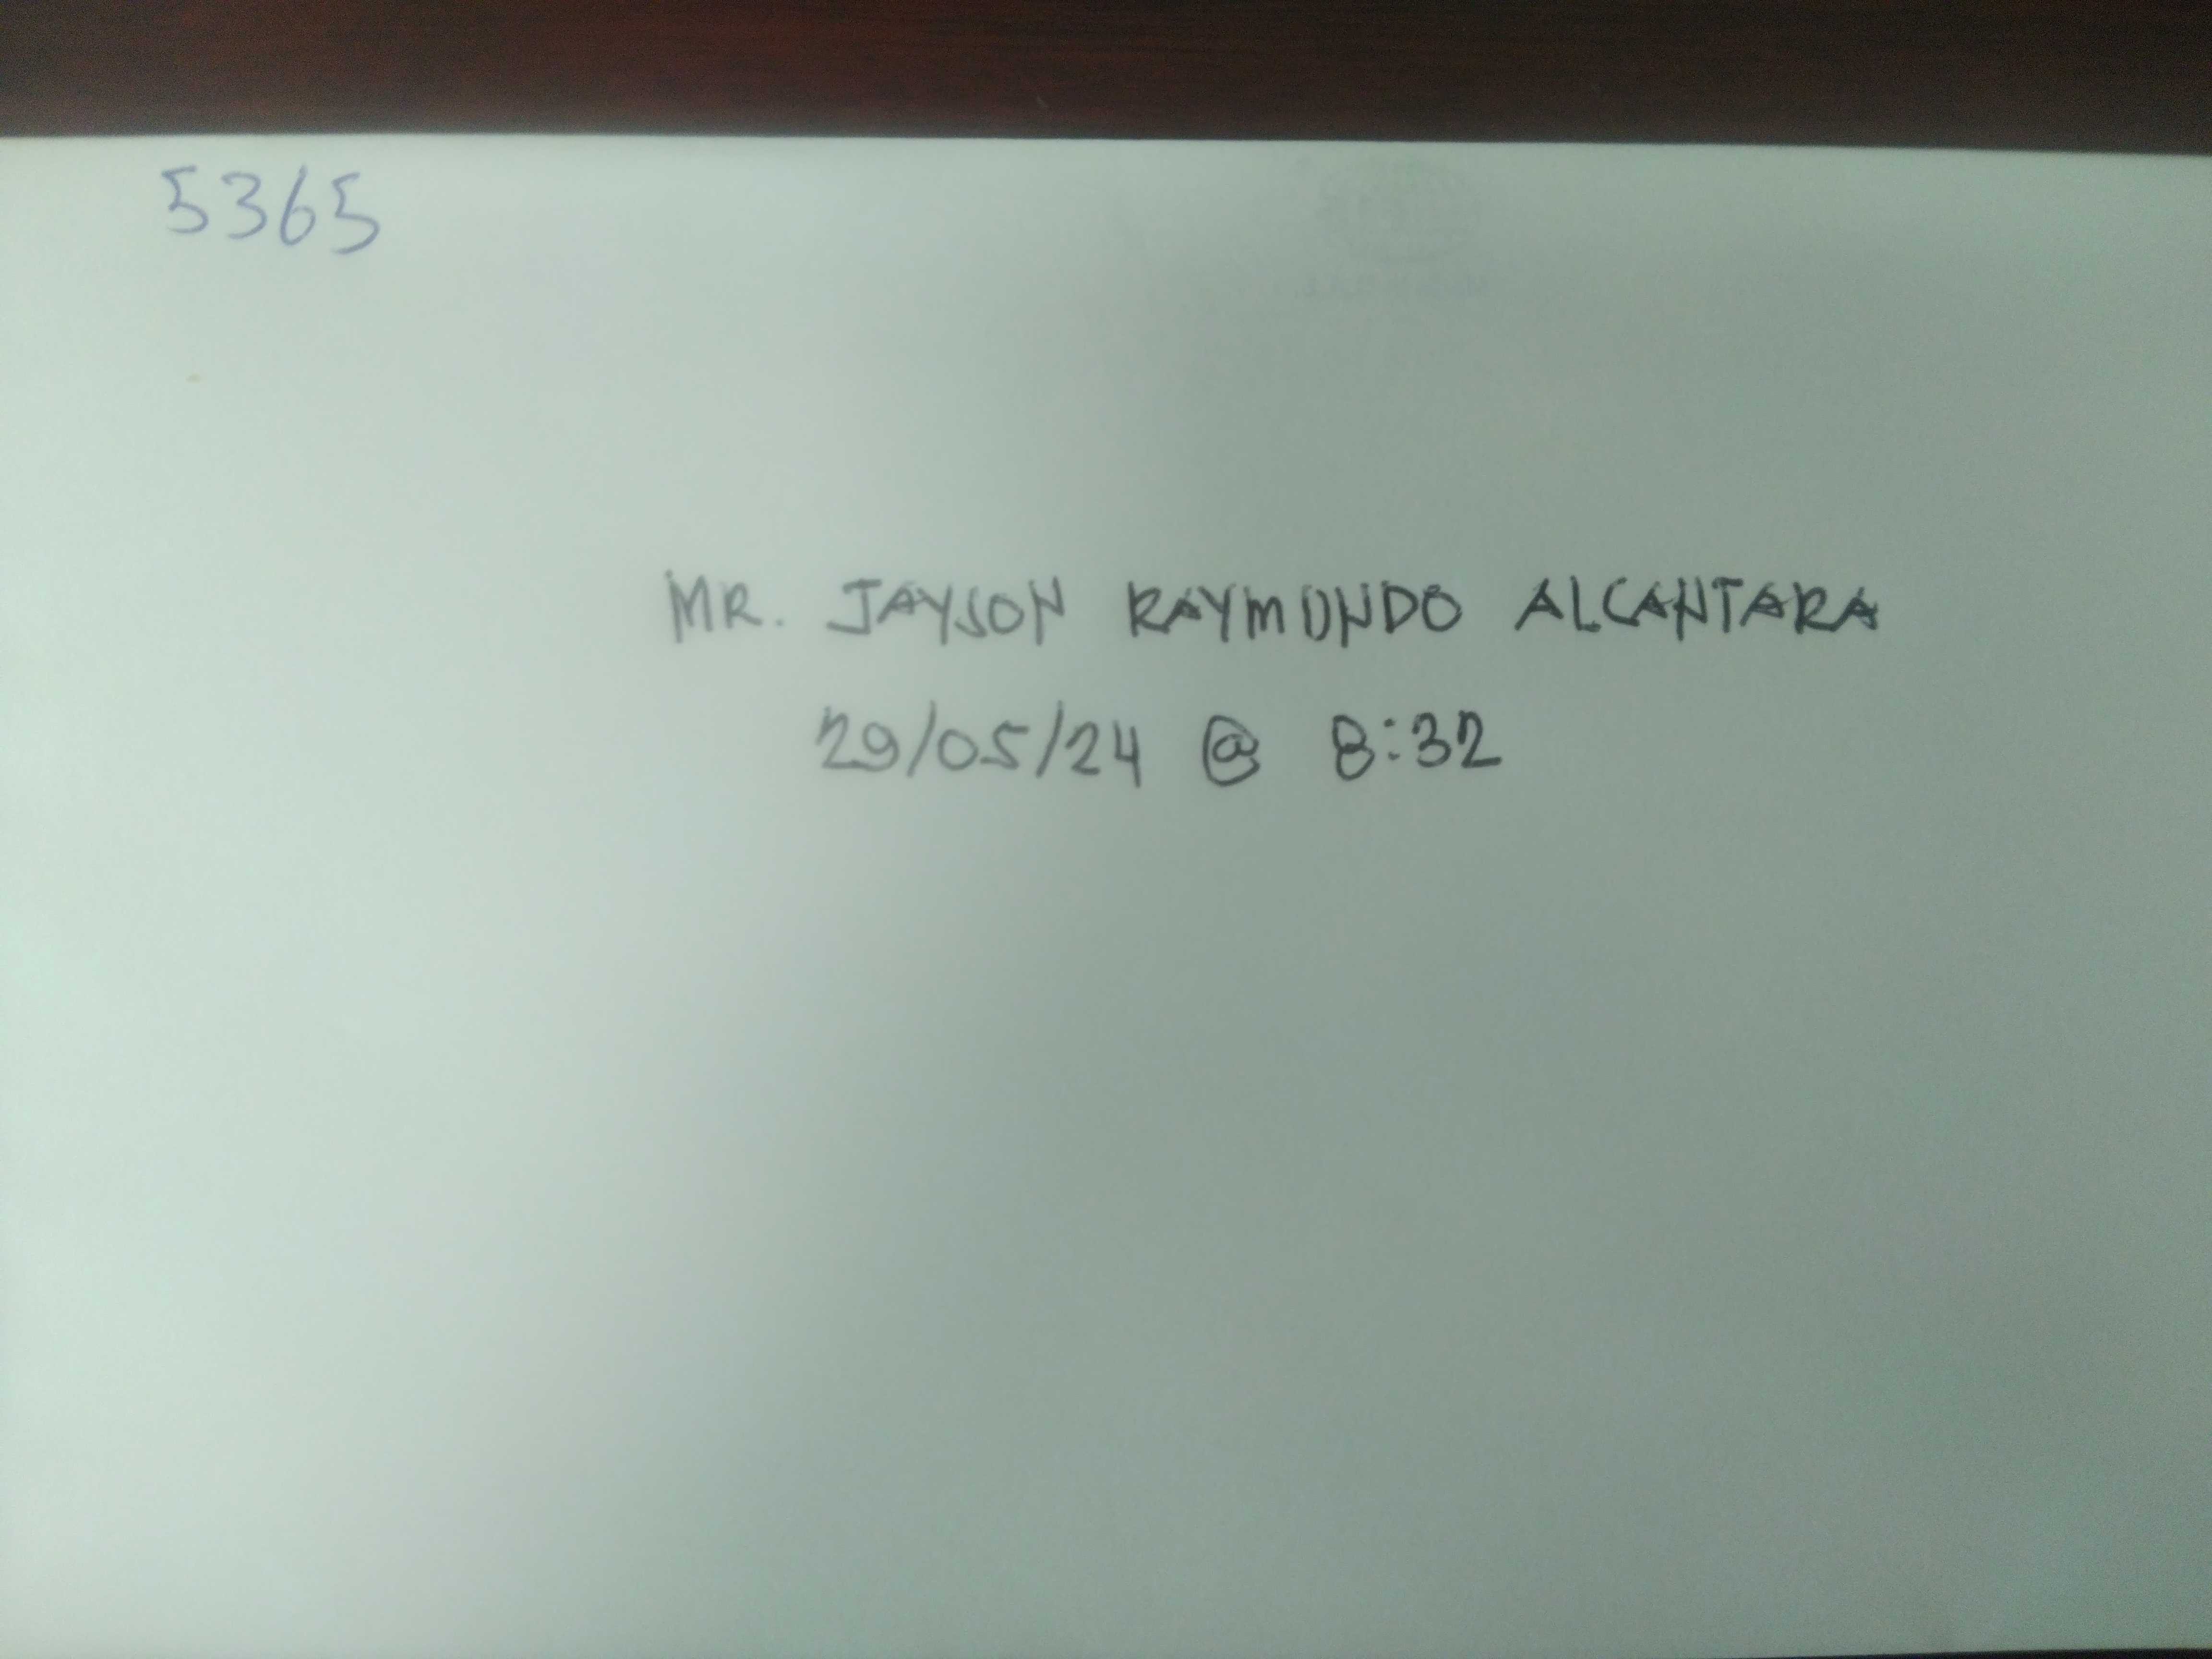 5365
MR. JAYSON RAYMUNDO ALCANTARA
29/05/24 @ 8:32